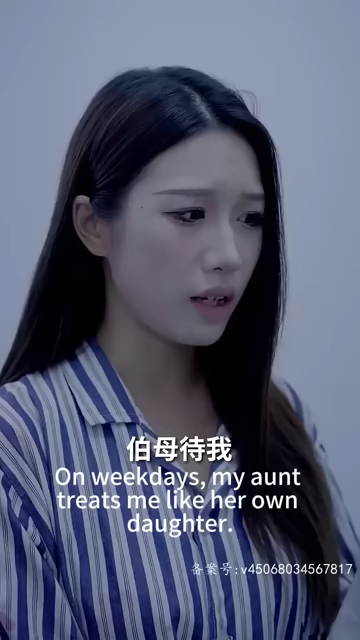 伯母待我
On weekdays, my aunt
treats me like her own
daughter.
备案号:v45068034567817